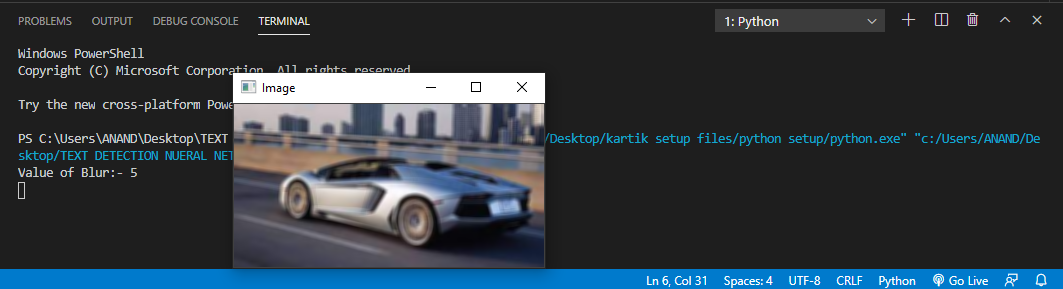 PROBLEMS OUTPUT DEBUG CONSOLE TERMINAL 1: Python
Windows PowerShell
Copyright (C) Microsoft Corporation. All rights reserved
Image
Try the new cross-platform Powe
PS C:\Users\ANAND\Desktop\TEXT /Desktop/kartik setup files/python setup/python.exe" "c:/Users/ANAND/De
sktop/TEXT DETECTION NUERAL NET
Value of Blur:- 5
Ln 6, Col 31 Spaces: 4 UTF-8 CRLF Python Go Live